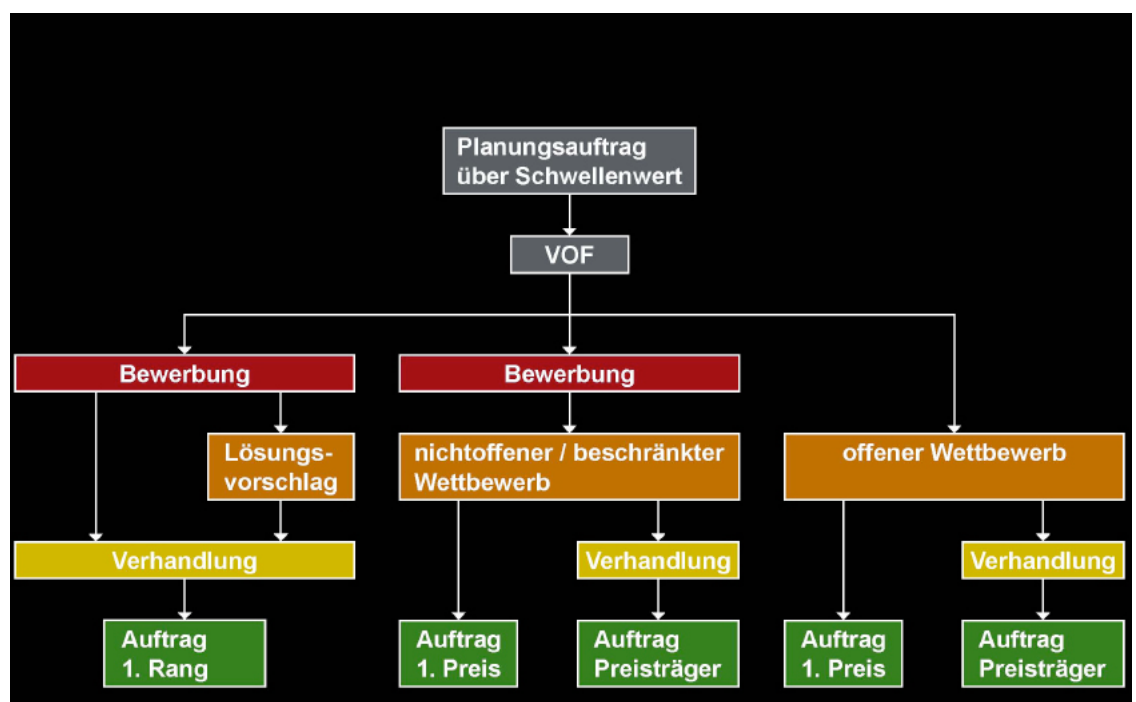 Planungsauftrag
über Schwellenwert
VOF
Bewerbung
Bewerbung
Lösungs-
vorschlag
nichtoffener / beschränkter
Wettbewerb
offener Wettbewerb
Verhandlung
Verhandlung
Verhandlung
Auftrag
1. Rang
Auftrag
1. Preis
Auftrag
Preisträger
Auftrag
1. Preis
Auftrag
Preisträger